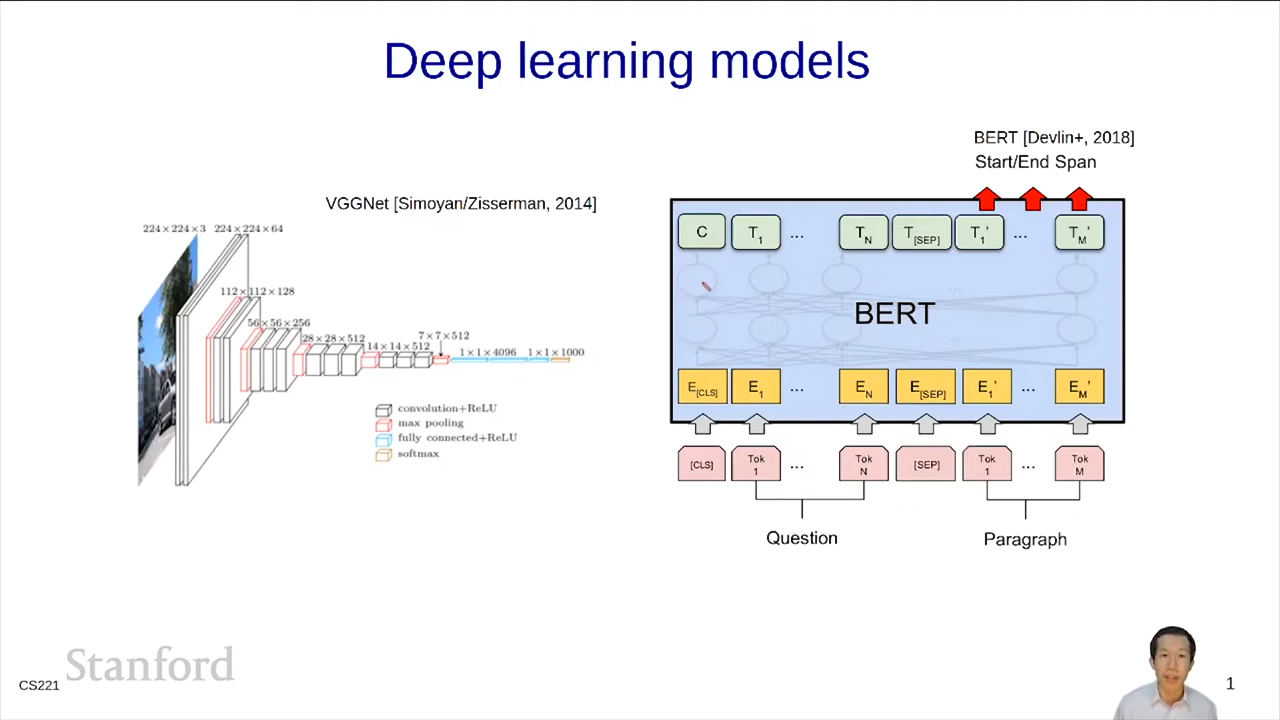 Deep learning models
VGGNet [Simoyan/Zisserman, 2014]
224×224×3 224×224×64
112×112×128
56×56×256
28×28×512
14×14×512
7×7×512
1×1×4096 1×1×1000
convolution+ReLU
max pooling
fully connected+ReLU
softmax
BERT [Devlin+, 2018]
Start/End Span
C T1 ... TN T[SEP] T1' ... TM'
BERT
E[CLS] E1 ... EN E[SEP] E1' ... EM'
[CLS] Tok 1 ... Tok N [SEP] Tok 1 ... Tok M
Question Paragraph
Stanford
CS221
1